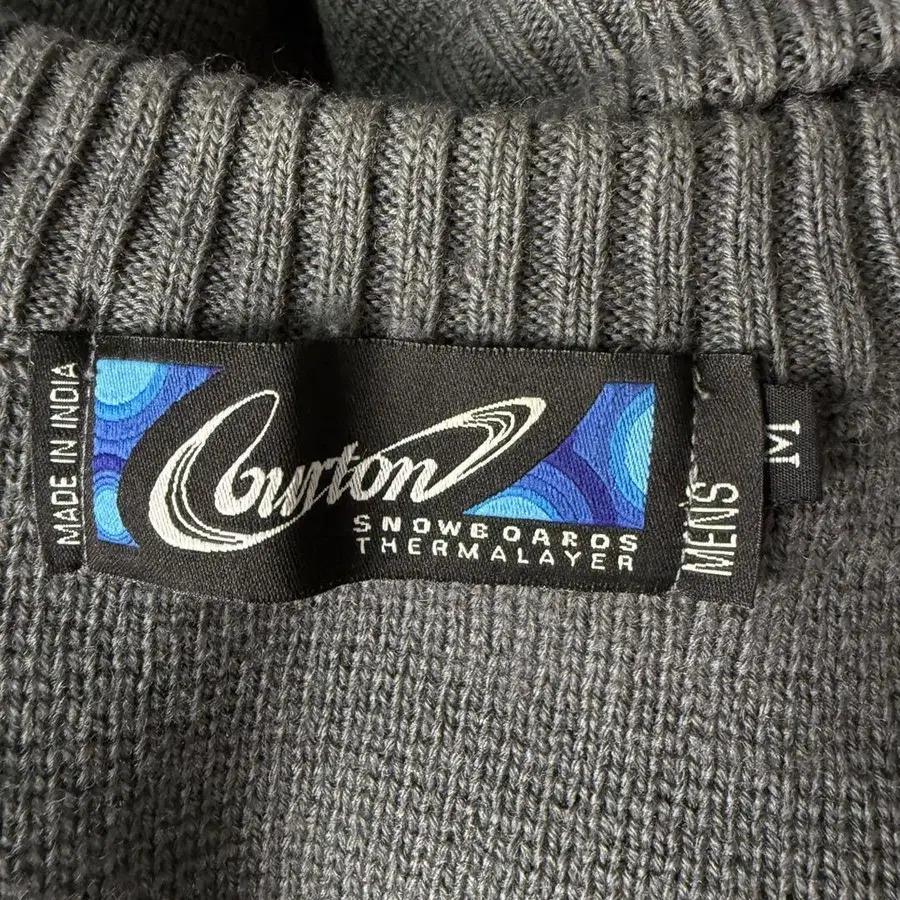 MADE IN INDIA
Burton
SNOWBOARDS
THERMALAYER
MEN'S
M